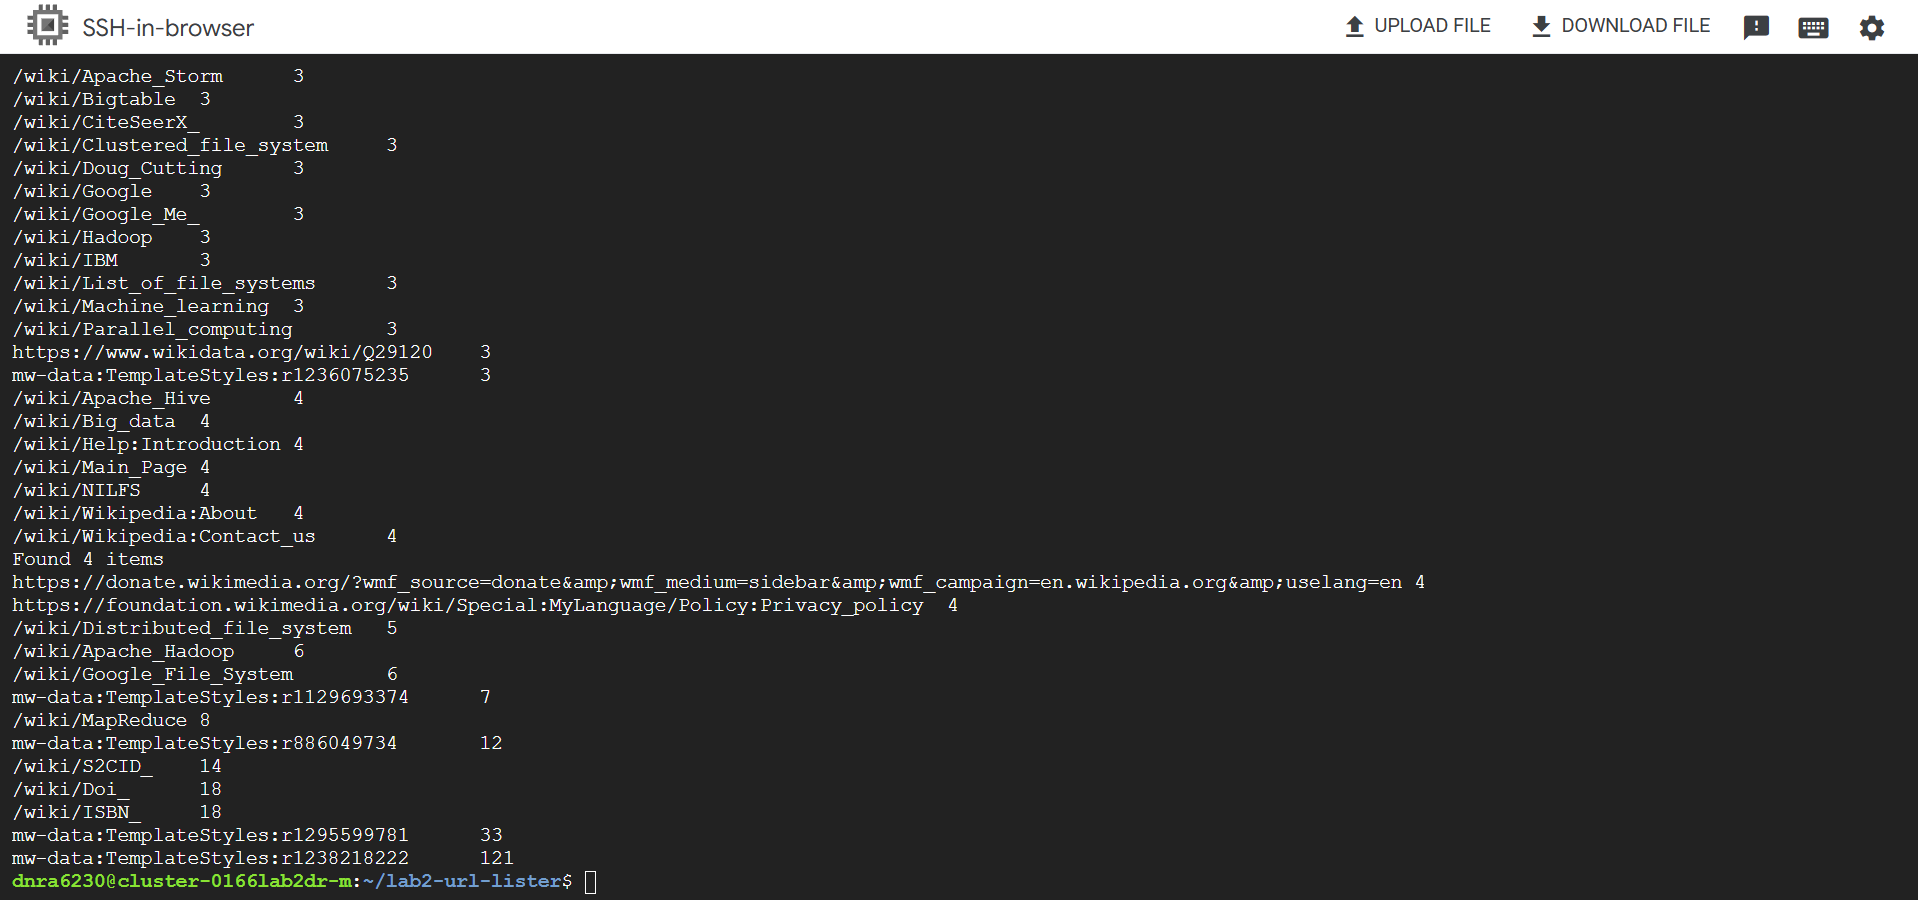 SSH-in-browser UPLOAD FILE DOWNLOAD FILE
/wiki/Apache_Storm 3
/wiki/Bigtable 3
/wiki/CiteSeerX_ 3
/wiki/Clustered_file_system 3
/wiki/Doug_Cutting 3
/wiki/Google 3
/wiki/Google_Me_ 3
/wiki/Hadoop 3
/wiki/IBM 3
/wiki/List_of_file_systems 3
/wiki/Machine_learning 3
/wiki/Parallel_computing 3
https://www.wikidata.org/wiki/Q29120 3
mw-data:TemplateStyles:r1236075235 3
/wiki/Apache_Hive 4
/wiki/Big_data 4
/wiki/Help:Introduction 4
/wiki/Main_Page 4
/wiki/NILFS 4
/wiki/Wikipedia:About 4
/wiki/Wikipedia:Contact_us 4
Found 4 items
https://donate.wikimedia.org/?wmf_source=donate&amp;wmf_medium=sidebar&amp;wmf_campaign=en.wikipedia.org&amp;uselang=en 4
https://foundation.wikimedia.org/wiki/Special:MyLanguage/Policy:Privacy_policy 4
/wiki/Distributed_file_system 5
/wiki/Apache_Hadoop 6
/wiki/Google_File_System 6
mw-data:TemplateStyles:r1129693374 7
/wiki/MapReduce 8
mw-data:TemplateStyles:r886049734 12
/wiki/S2CID_ 14
/wiki/Doi_ 18
/wiki/ISBN_ 18
mw-data:TemplateStyles:r1295599781 33
mw-data:TemplateStyles:r1238218222 121
dnra6230@cluster-0166lab2dr-m:~/lab2-url-lister$